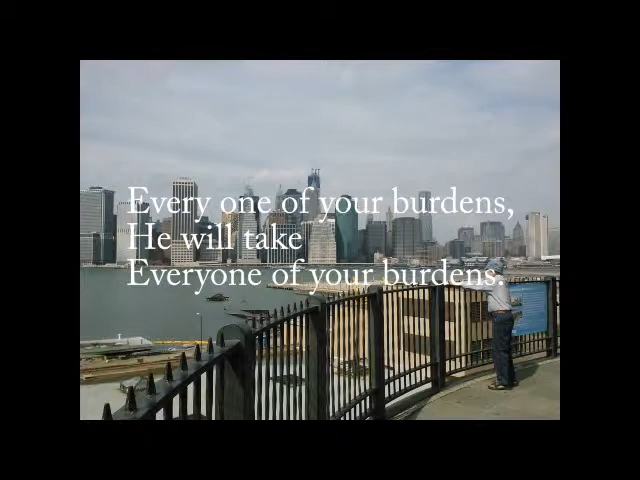 Every one of your burdens,
He will take
Everyone of your burdens.